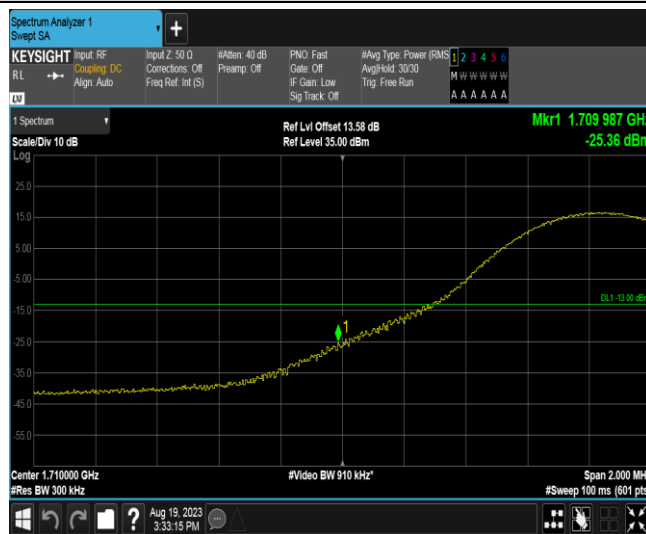 Spectrum Analyzer 1
Swept SA
KEYSIGHT
RL
LXI
Input: RF
Coupling: DC
Align: Auto
Input Z: 50 Ω
Corrections: Off
Freq Ref: Int (S)
#Atten: 40 dB
Preamp: Off
PNO: Fast
Gate: Off
IF Gain: Low
Sig Track: Off
#Avg Type: Power (RMS
Avg|Hold: 30/30
Trig: Free Run
1 2 3 4 5 6
M W W W W W
A A A A A A
1 Spectrum
Scale/Div 10 dB
Log
Ref Lvl Offset 13.58 dB
Ref Level 35.00 dBm
Mkr1 1.709 987 GHz
-25.36 dBm
25.0
15.0
5.00
-5.00
-15.0
-25.0
-35.0
-45.0
-55.0
DL1 -13.00 dBm
1
Center 1.710000 GHz
#Res BW 300 kHz
#Video BW 910 kHz*
Span 2.000 MH
#Sweep 100 ms (601 pts
?
Aug 19, 2023
3:33:15 PM